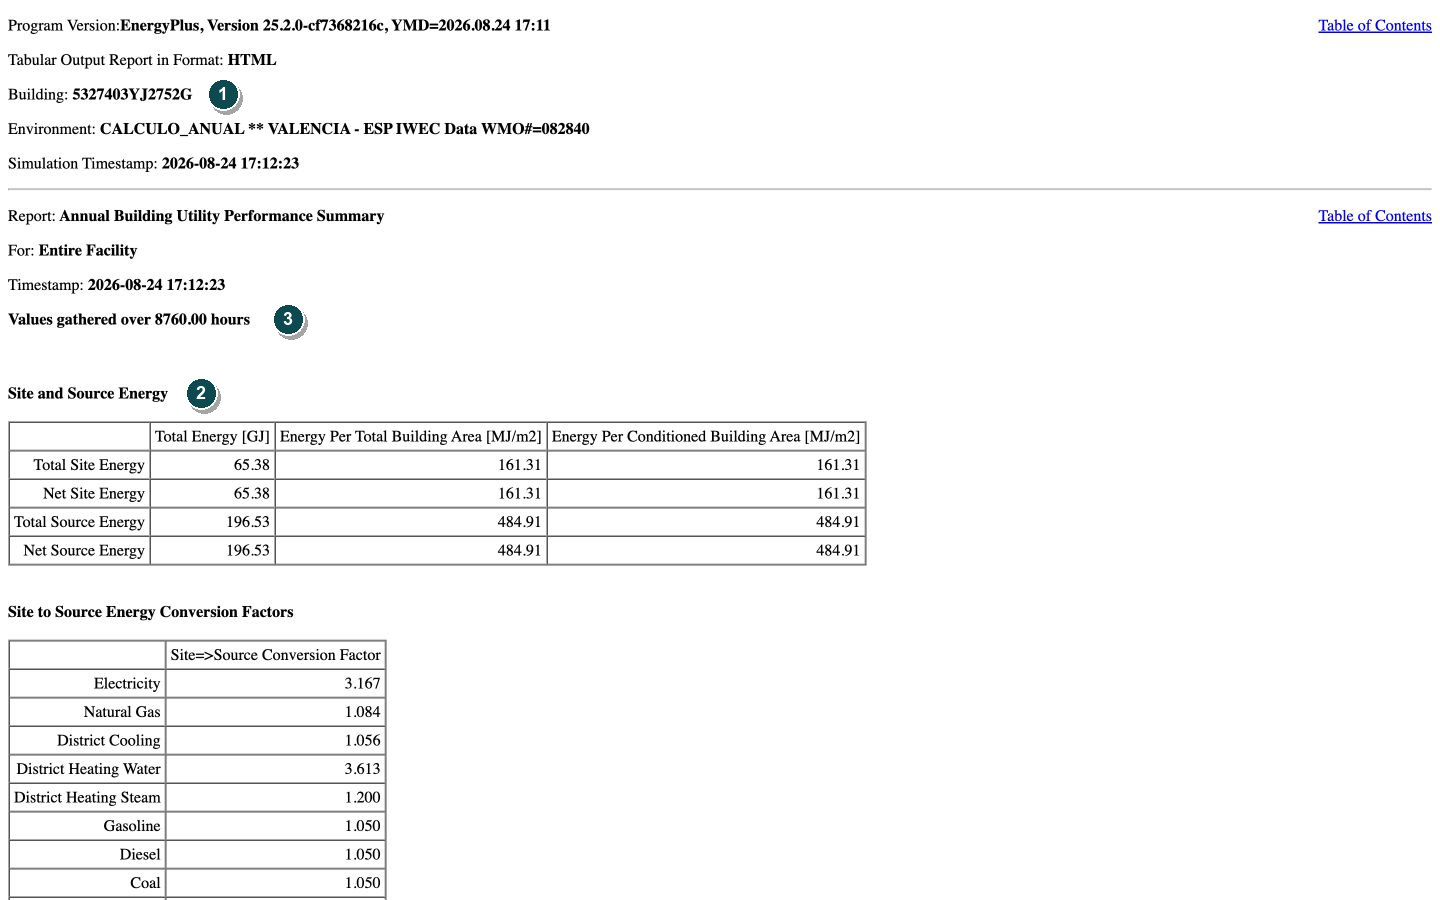 Program Version:EnergyPlus, Version 25.2.0-cf7368216c, YMD=2026.08.24 17:11
Table of Contents
Tabular Output Report in Format: HTML
Building: 5327403YJ2752G 1
Environment: CALCULO_ANUAL ** VALENCIA - ESP IWEC Data WMO#=082840
Simulation Timestamp: 2026-08-24 17:12:23
Report: Annual Building Utility Performance Summary
Table of Contents
For: Entire Facility
Timestamp: 2026-08-24 17:12:23
Values gathered over 8760.00 hours 3
Site and Source Energy 2
Total Energy [GJ] Energy Per Total Building Area [MJ/m2] Energy Per Conditioned Building Area [MJ/m2]
Total Site Energy 65.38 161.31 161.31
Net Site Energy 65.38 161.31 161.31
Total Source Energy 196.53 484.91 484.91
Net Source Energy 196.53 484.91 484.91
Site to Source Energy Conversion Factors
Site=>Source Conversion Factor
Electricity 3.167
Natural Gas 1.084
District Cooling 1.056
District Heating Water 3.613
District Heating Steam 1.200
Gasoline 1.050
Diesel 1.050
Coal 1.050